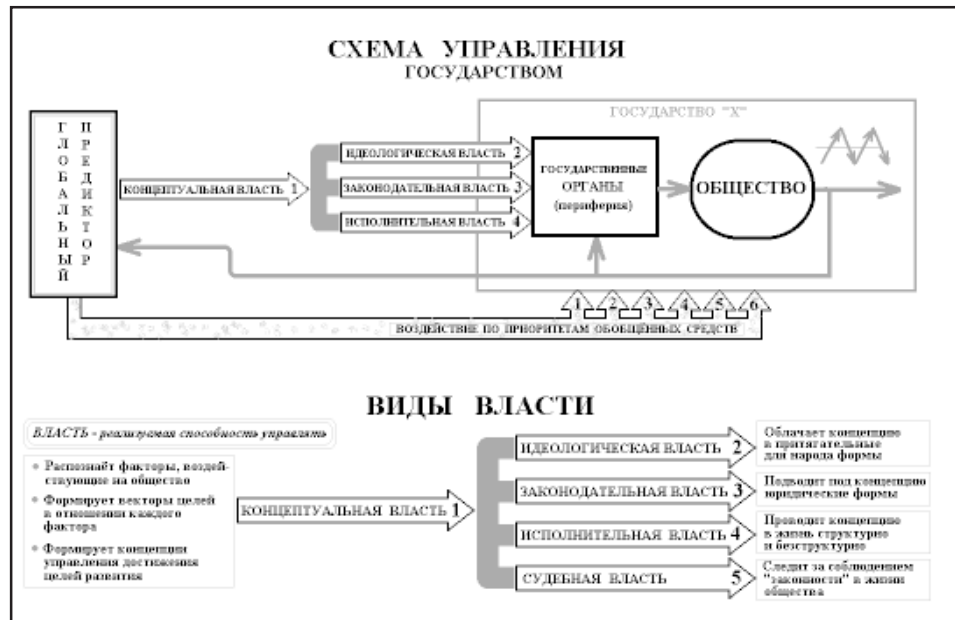 СХЕМА УПРАВЛЕНИЯ
ГОСУДАРСТВОМ
ГЛОБАЛЬНЫЙ
ПРЕДИКТОР
КОНЦЕПТУАЛЬНАЯ ВЛАСТЬ 1
ИДЕОЛОГИЧЕСКАЯ ВЛАСТЬ 2
ЗАКОНОДАТЕЛЬНАЯ ВЛАСТЬ 3
ИСПОЛНИТЕЛЬНАЯ ВЛАСТЬ 4
ГОСУДАРСТВО "X"
ГОСУДАРСТВЕННЫЕ
ОРГАНЫ
(периферия)
ОБЩЕСТВО
1 2 3 4 5 6
ВОЗДЕЙСТВИЕ ПО ПРИОРИТЕТАМ ОБОБЩЁННЫХ СРЕДСТВ
ВИДЫ ВЛАСТИ
ВЛАСТЬ - реализуемая способность управлять
Распознаёт факторы, воздей-
ствующие на общество
Формирует векторы целей
в отношении каждого
фактора
Формирует концепции
управления достижения
целей развития
КОНЦЕПТУАЛЬНАЯ ВЛАСТЬ 1
ИДЕОЛОГИЧЕСКАЯ ВЛАСТЬ 2
Облачает концепцию
в притягательные
для народа формы
ЗАКОНОДАТЕЛЬНАЯ ВЛАСТЬ 3
Подводит под концепцию
юридические формы
ИСПОЛНИТЕЛЬНАЯ ВЛАСТЬ 4
Проводит концепцию
в жизнь структурно
и безструктурно
СУДЕБНАЯ ВЛАСТЬ 5
Следит за соблюдением
"законности" в жизни
общества